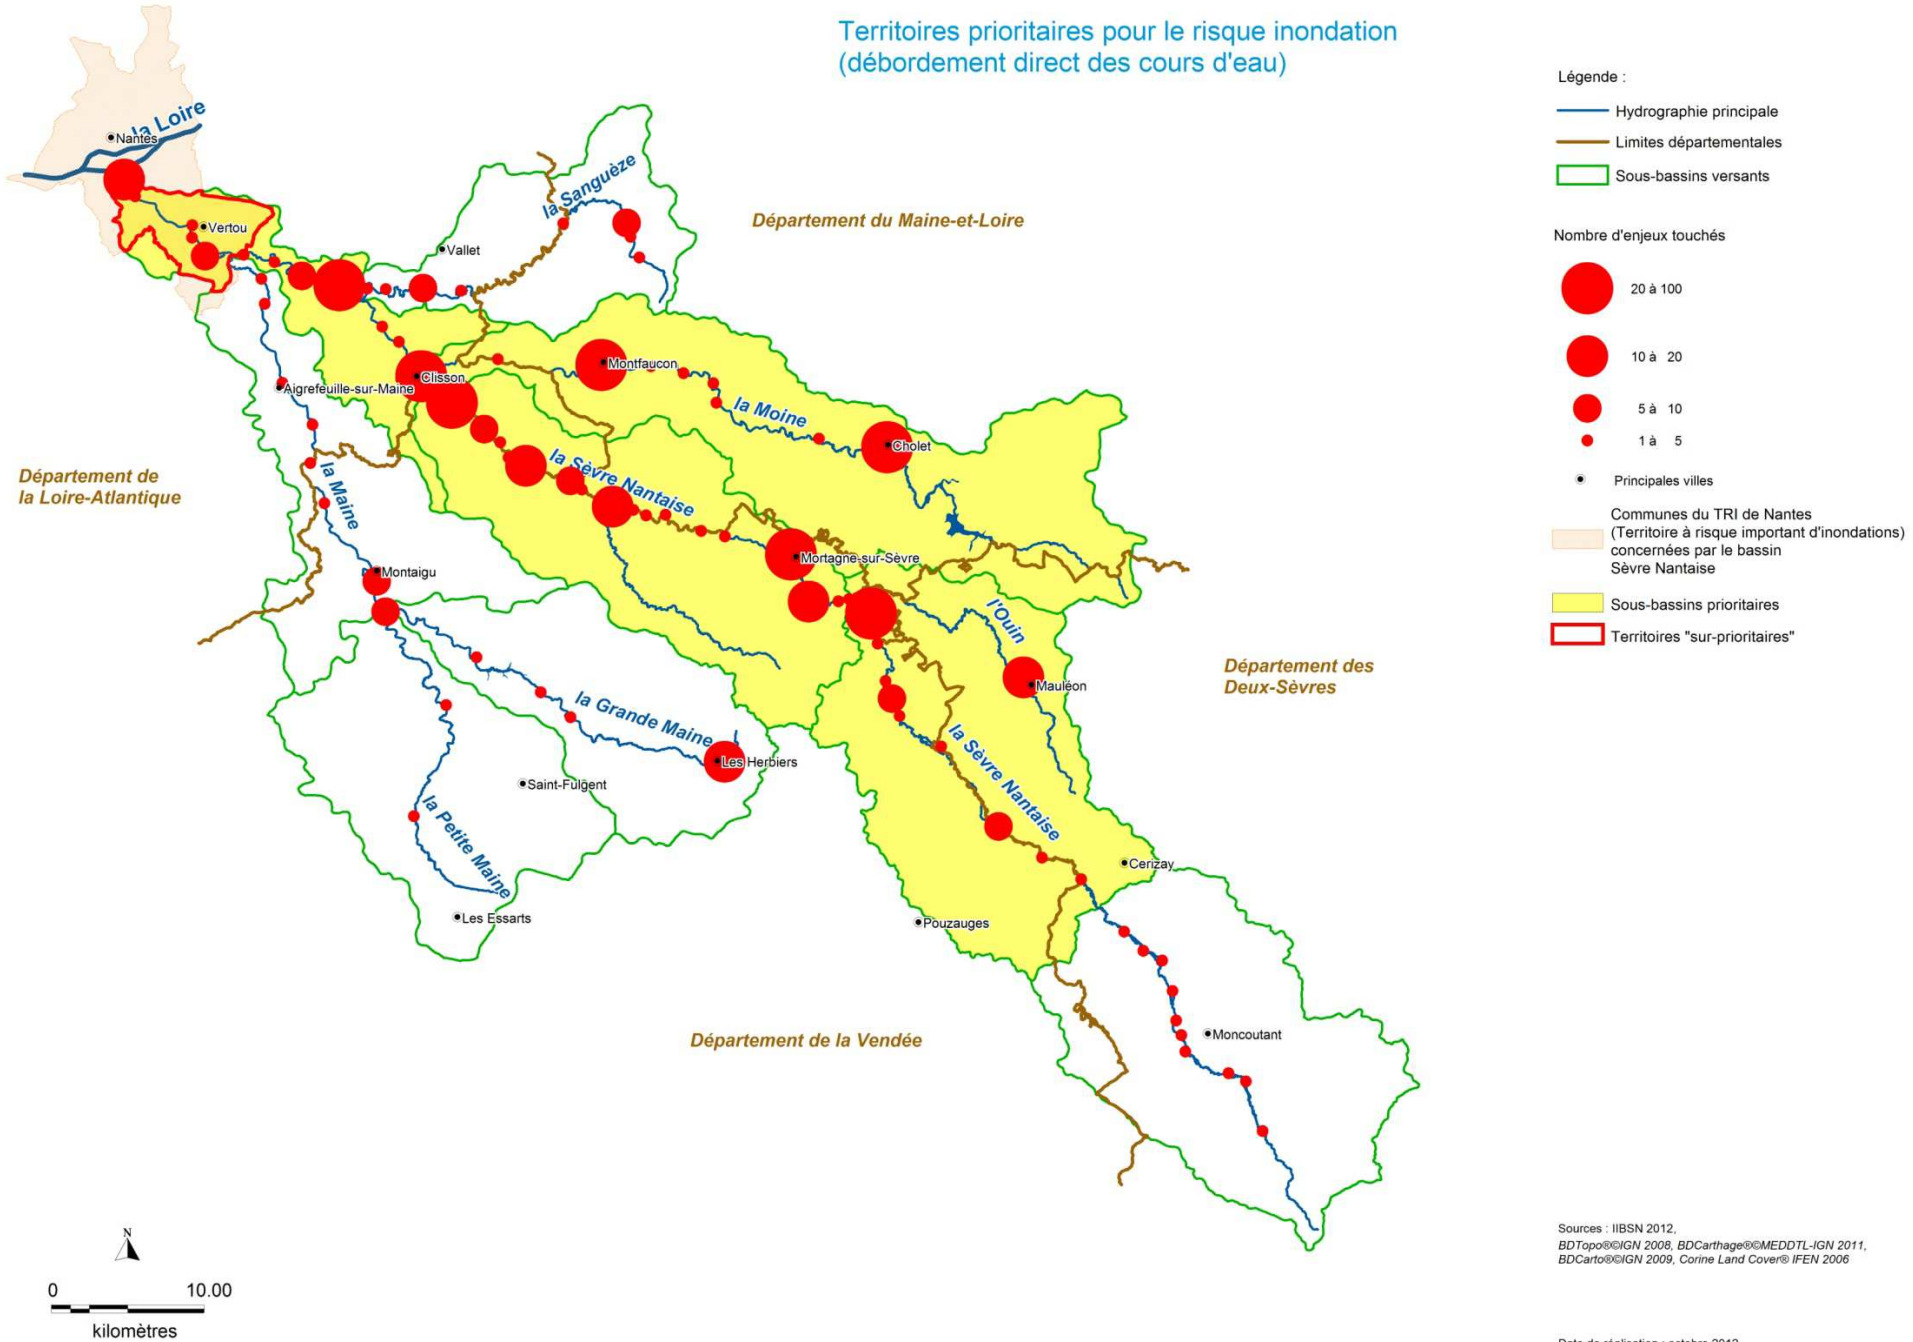 Territoires prioritaires pour le risque inondation
(débordement direct des cours d'eau)
Légende :
Hydrographie principale
Limites départementales
Sous-bassins versants
Nombre d'enjeux touchés
20 à 100
10 à 20
5 à 10
1 à 5
Principales villes
Communes du TRI de Nantes
(Territoire à risque important d'inondations)
concernées par le bassin
Sèvre Nantaise
Sous-bassins prioritaires
Territoires "sur-prioritaires"
la Loire
Nantes
Vertou
la Sanguèze
Vallet
Département du Maine-et-Loire
Montfaucon
Clisson
Aigrefeuille-sur-Maine
la Moine
Cholet
la Sèvre Nantaise
Département de
la Loire-Atlantique
la Maine
Mortagne-sur-Sèvre
Montaigu
l'Ouin
Mauléon
Département des
Deux-Sèvres
la Grande Maine
Les Herbiers
la Sèvre Nantaise
Saint-Fulgent
la Petite Maine
Cerizay
Les Essarts
Pouzauges
Moncoutant
Département de la Vendée
N
0 10.00
kilomètres
Sources : IIBSN 2012,
BDTopo®©IGN 2008, BDCarthage®©MEDDTL-IGN 2011,
BDCarto®©IGN 2009, Corine Land Cover® IFEN 2006